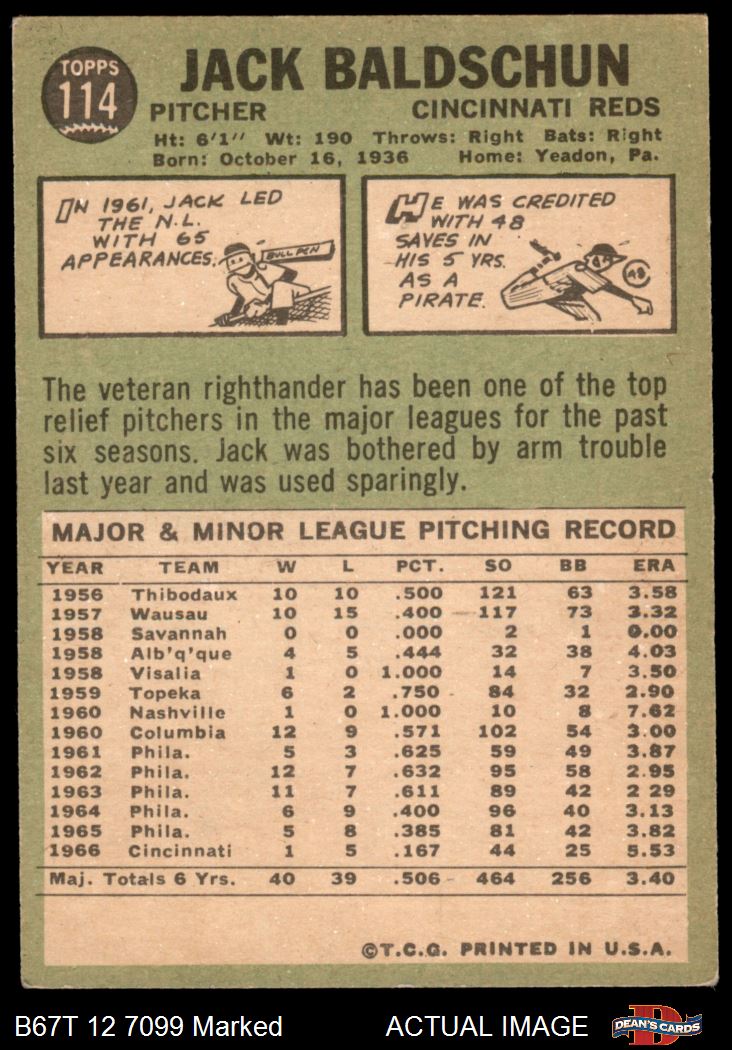 TOPPS
114
JACK BALDSCHUN
PITCHER CINCINNATI REDS
Ht: 6'1" Wt: 190 Throws: Right Bats: Right
Born: October 16, 1936 Home: Yeadon, Pa.
IN 1961, JACK LED
THE N.L.
WITH 65
APPEARANCES.
BULL PEN
HE WAS CREDITED
WITH 48
SAVES IN
HIS 5 YRS.
AS A
PIRATE.
48
The veteran righthander has been one of the top
relief pitchers in the major leagues for the past
six seasons. Jack was bothered by arm trouble
last year and was used sparingly.
MAJOR & MINOR LEAGUE PITCHING RECORD
YEAR TEAM W L PCT. SO BB ERA
1956 Thibodaux 10 10 .500 121 63 3.58
1957 Wausau 10 15 .400 117 73 3.32
1958 Savannah 0 0 .000 2 1 0.00
1958 Alb'q'que 4 5 .444 32 38 4.03
1958 Visalia 1 0 1.000 14 7 3.50
1959 Topeka 6 2 .750 84 32 2.90
1960 Nashville 1 0 1.000 10 8 7.62
1960 Columbia 12 9 .571 102 54 3.00
1961 Phila. 5 3 .625 59 49 3.87
1962 Phila. 12 7 .632 95 58 2.95
1963 Phila. 11 7 .611 89 42 2 29
1964 Phila. 6 9 .400 96 40 3.13
1965 Phila. 5 8 .385 81 42 3.82
1966 Cincinnati 1 5 .167 44 25 5.53
Maj. Totals 6 Yrs. 40 39 .506 464 256 3.40
©T.C.G. PRINTED IN U.S.A.
B67T 12 7099 Marked ACTUAL IMAGE
D
DEAN'S CARDS